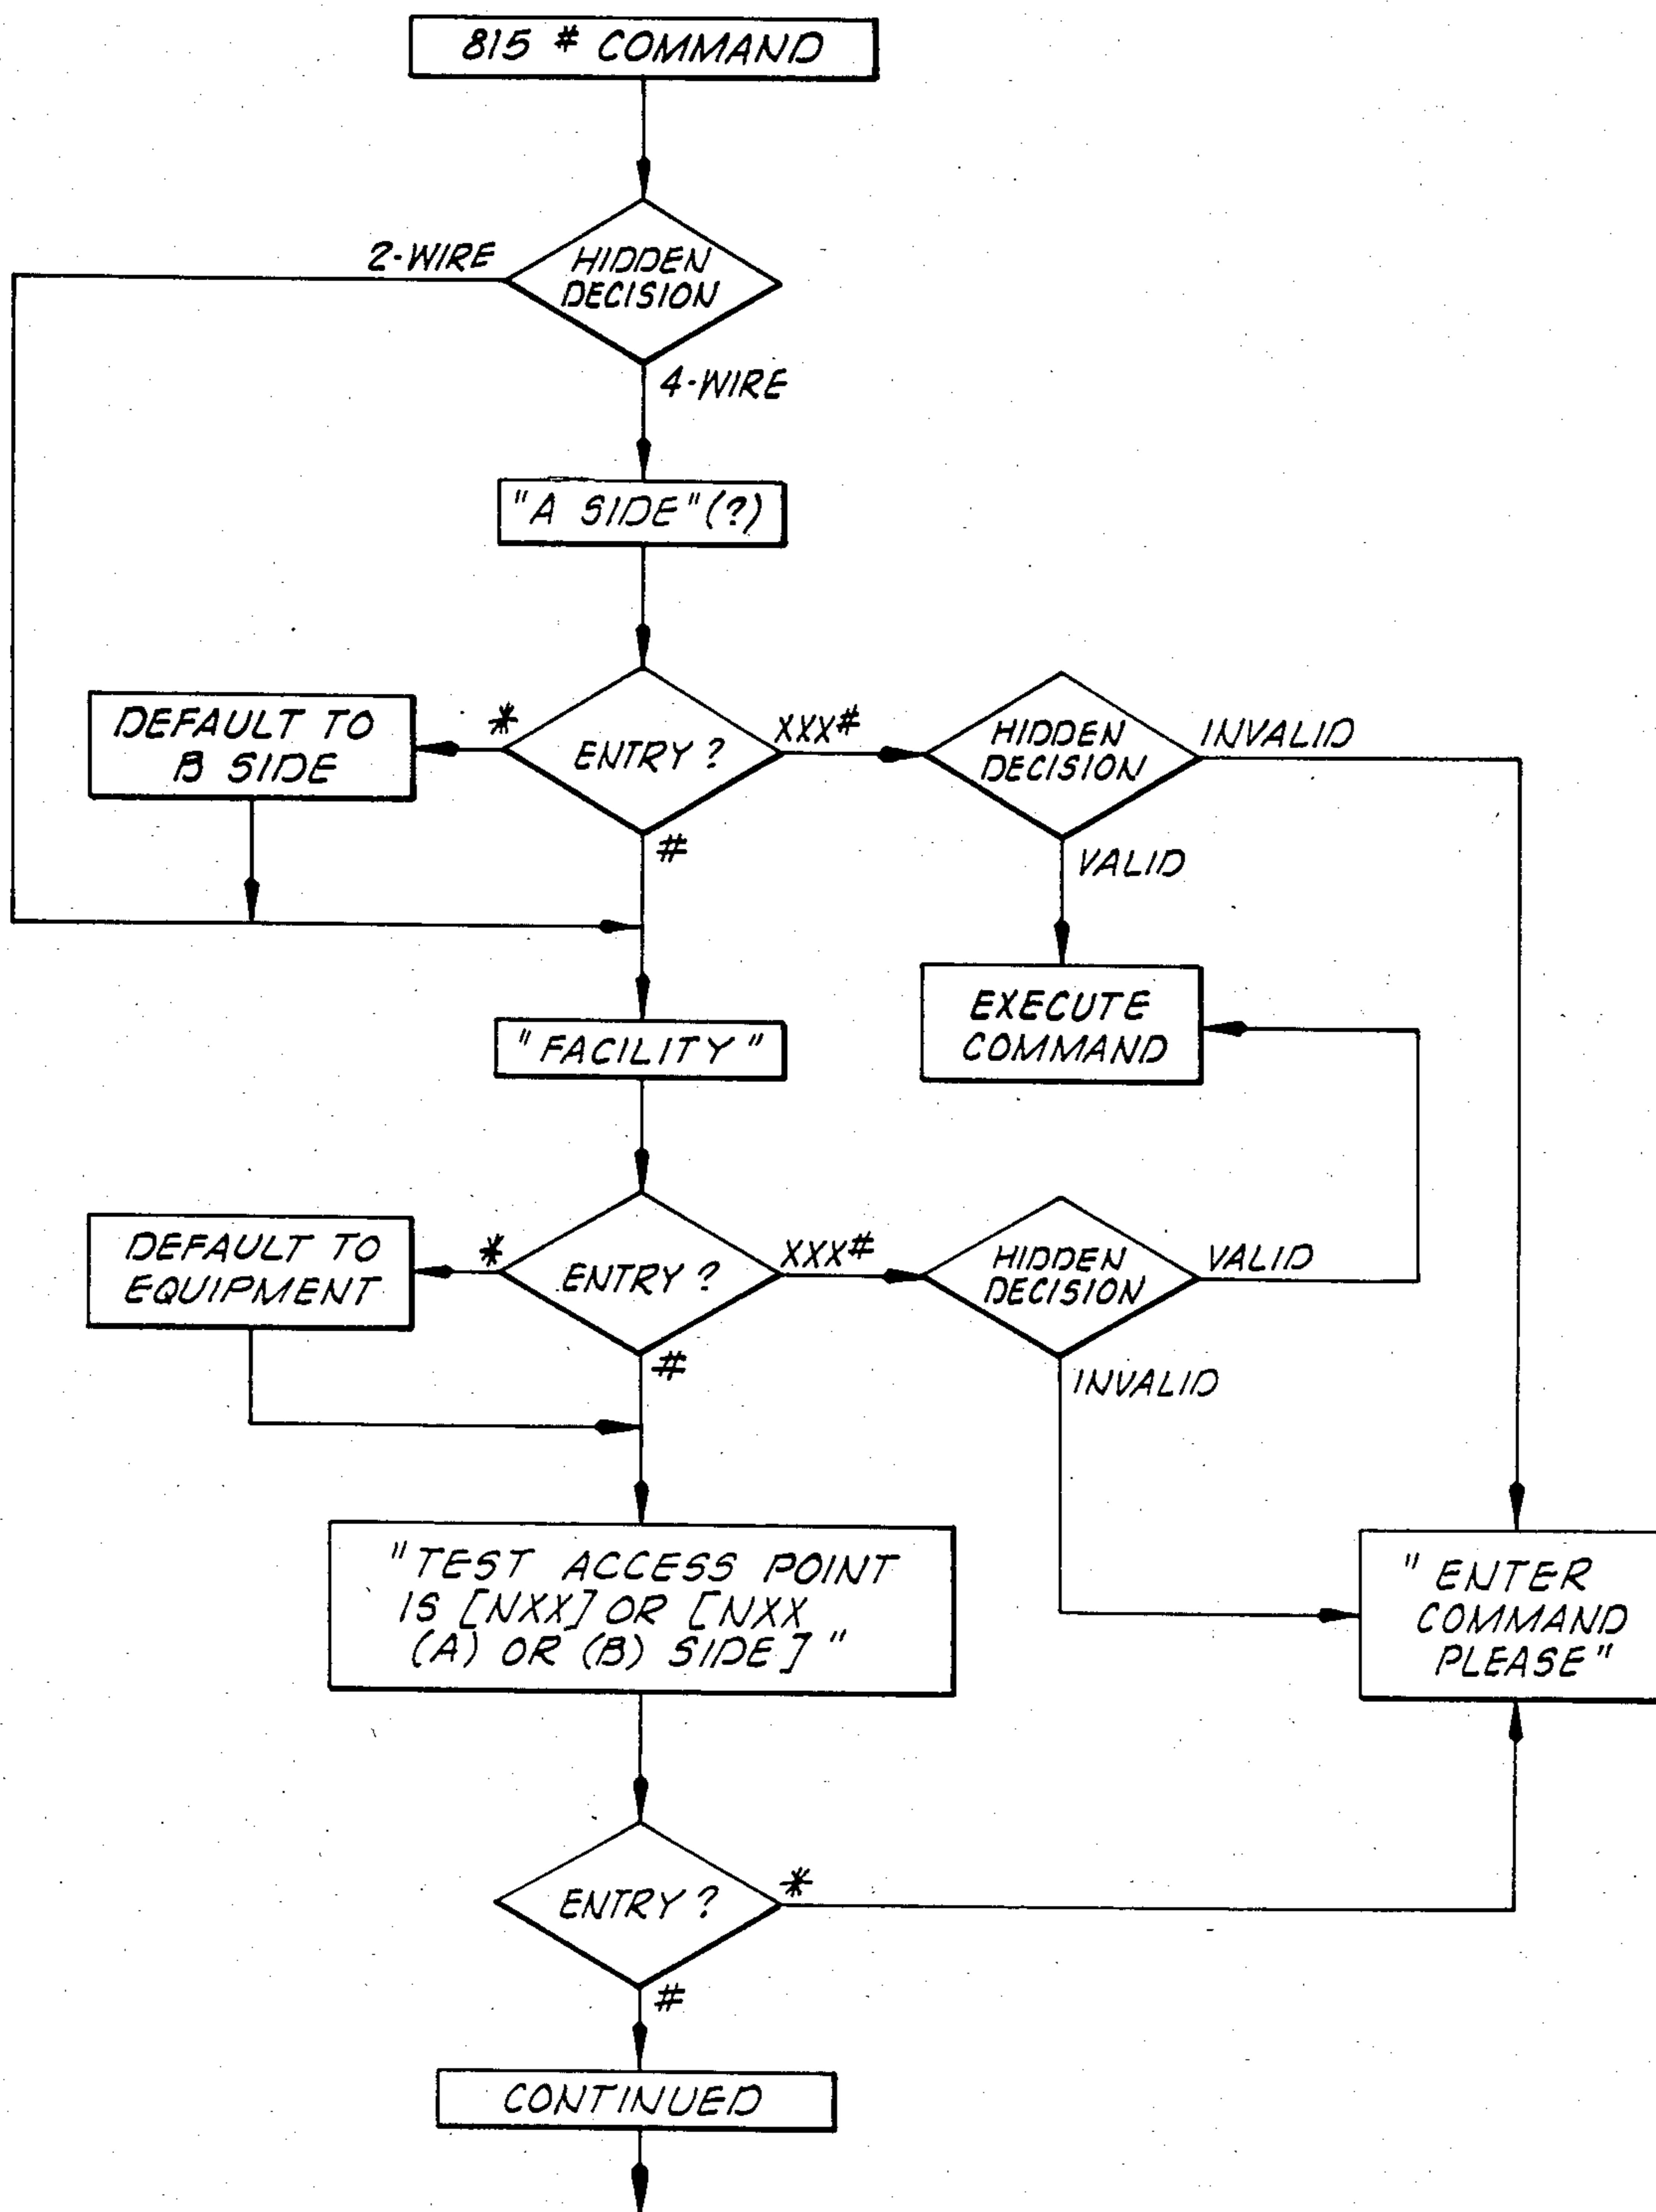 815 # COMMAND
2-WIRE
HIDDEN
DECISION
4-WIRE
"A SIDE"(?)
DEFAULT TO
B SIDE
*
ENTRY ?
XXX#
HIDDEN
DECISION
INVALID
#
VALID
EXECUTE
COMMAND
"FACILITY"
DEFAULT TO
EQUIPMENT
*
ENTRY ?
XXX#
HIDDEN
DECISION
VALID
#
INVALID
"TEST ACCESS POINT
IS [NXX] OR [NXX
(A) OR (B) SIDE]"
"ENTER
COMMAND
PLEASE"
ENTRY ?
*
#
CONTINUED